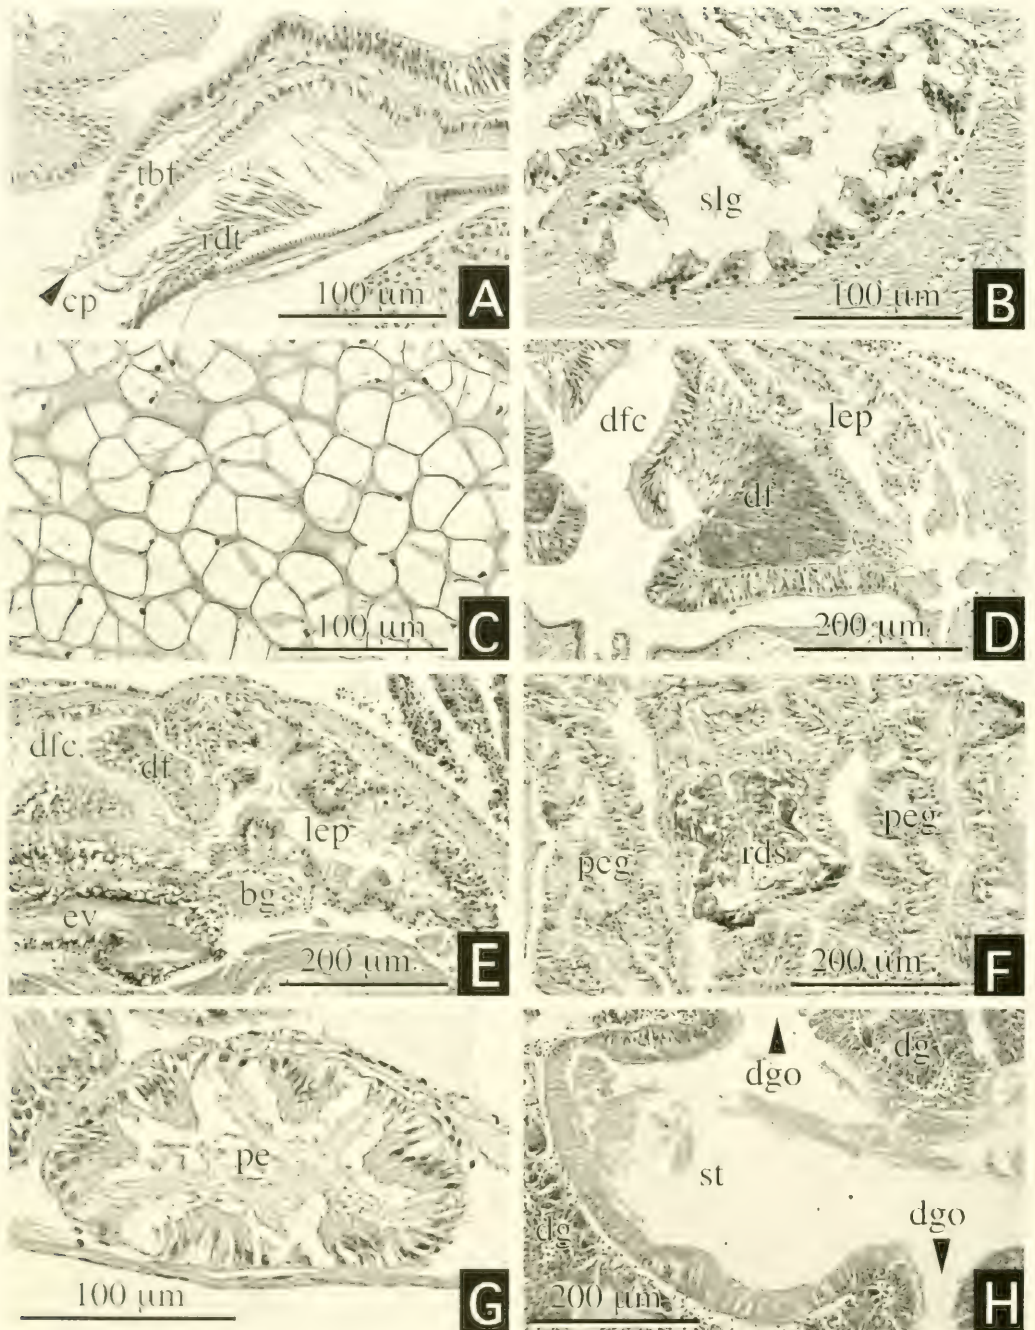 tbf
rdt
cp
100 µm
A
slg
100 µm
B
100 µm
C
dfc
lep
df
200 µm
D
dfc
df
lep
bg
ev
200 µm
E
peg
peg
rds
200 µm
F
pe
100 µm
G
dgo
dg
st
dgo
dg
200 µm
H